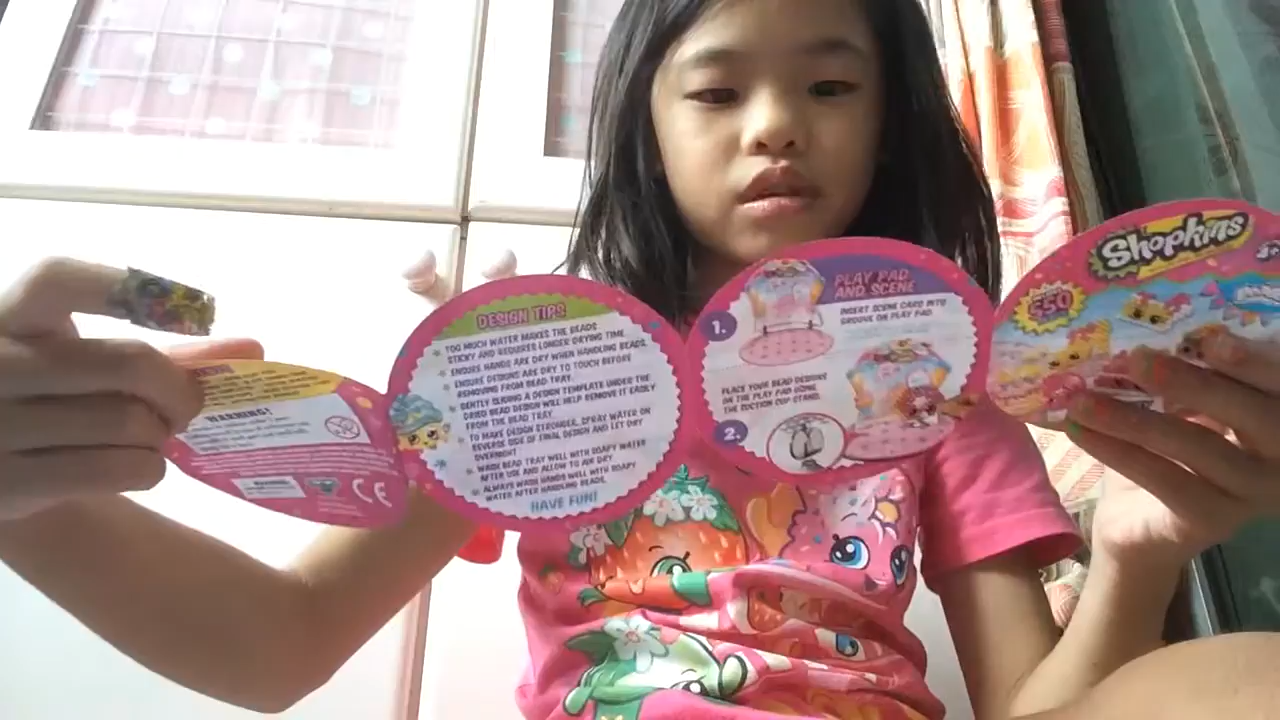 WARNING!
CE
DESIGN TIPS
TOO MUCH WATER MAKES THE BEADS
STICKY AND REQUIRES LONGER DRYING TIME.
ENSURE HANDS ARE DRY WHEN HANDLING BEADS.
ENSURE DESIGNS ARE DRY TO TOUCH BEFORE
REMOVING FROM BEAD TRAY.
GENTLY SLIDING A DESIGN TEMPLATE UNDER THE
DRIED BEAD DESIGN WILL HELP REMOVE IT EASILY
FROM THE BEAD TRAY.
TO MAKE DESIGN STRONGER, SPRAY WATER ON
REVERSE SIDE OF FINAL DESIGN AND LET DRY
OVERNIGHT.
WASH BEAD TRAY WELL WITH SOAPY WATER
AFTER USE AND ALLOW TO AIR DRY.
ALWAYS WASH HANDS WELL WITH SOAPY
WATER AFTER HANDLING BEADS.
HAVE FUN!
PLAY PAD
AND SCENE
1.
INSERT SCENE CARD INTO
GROOVE ON PLAY PAD.
PLACE YOUR BEAD DESIGNS
ON THE PLAY PAD USING
THE SUCTION CUP STAND.
2.
Shopkins
550